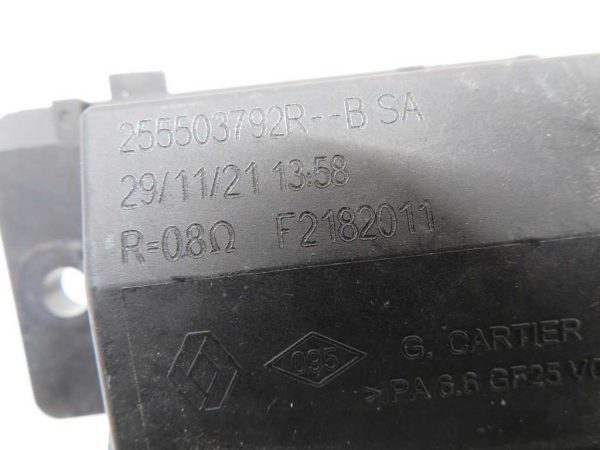 255503792R--B SA
29/11/21 13:58
R=0.8Ω F2182011
095 G. CARTIER
>PA 6.6 GF25 V0